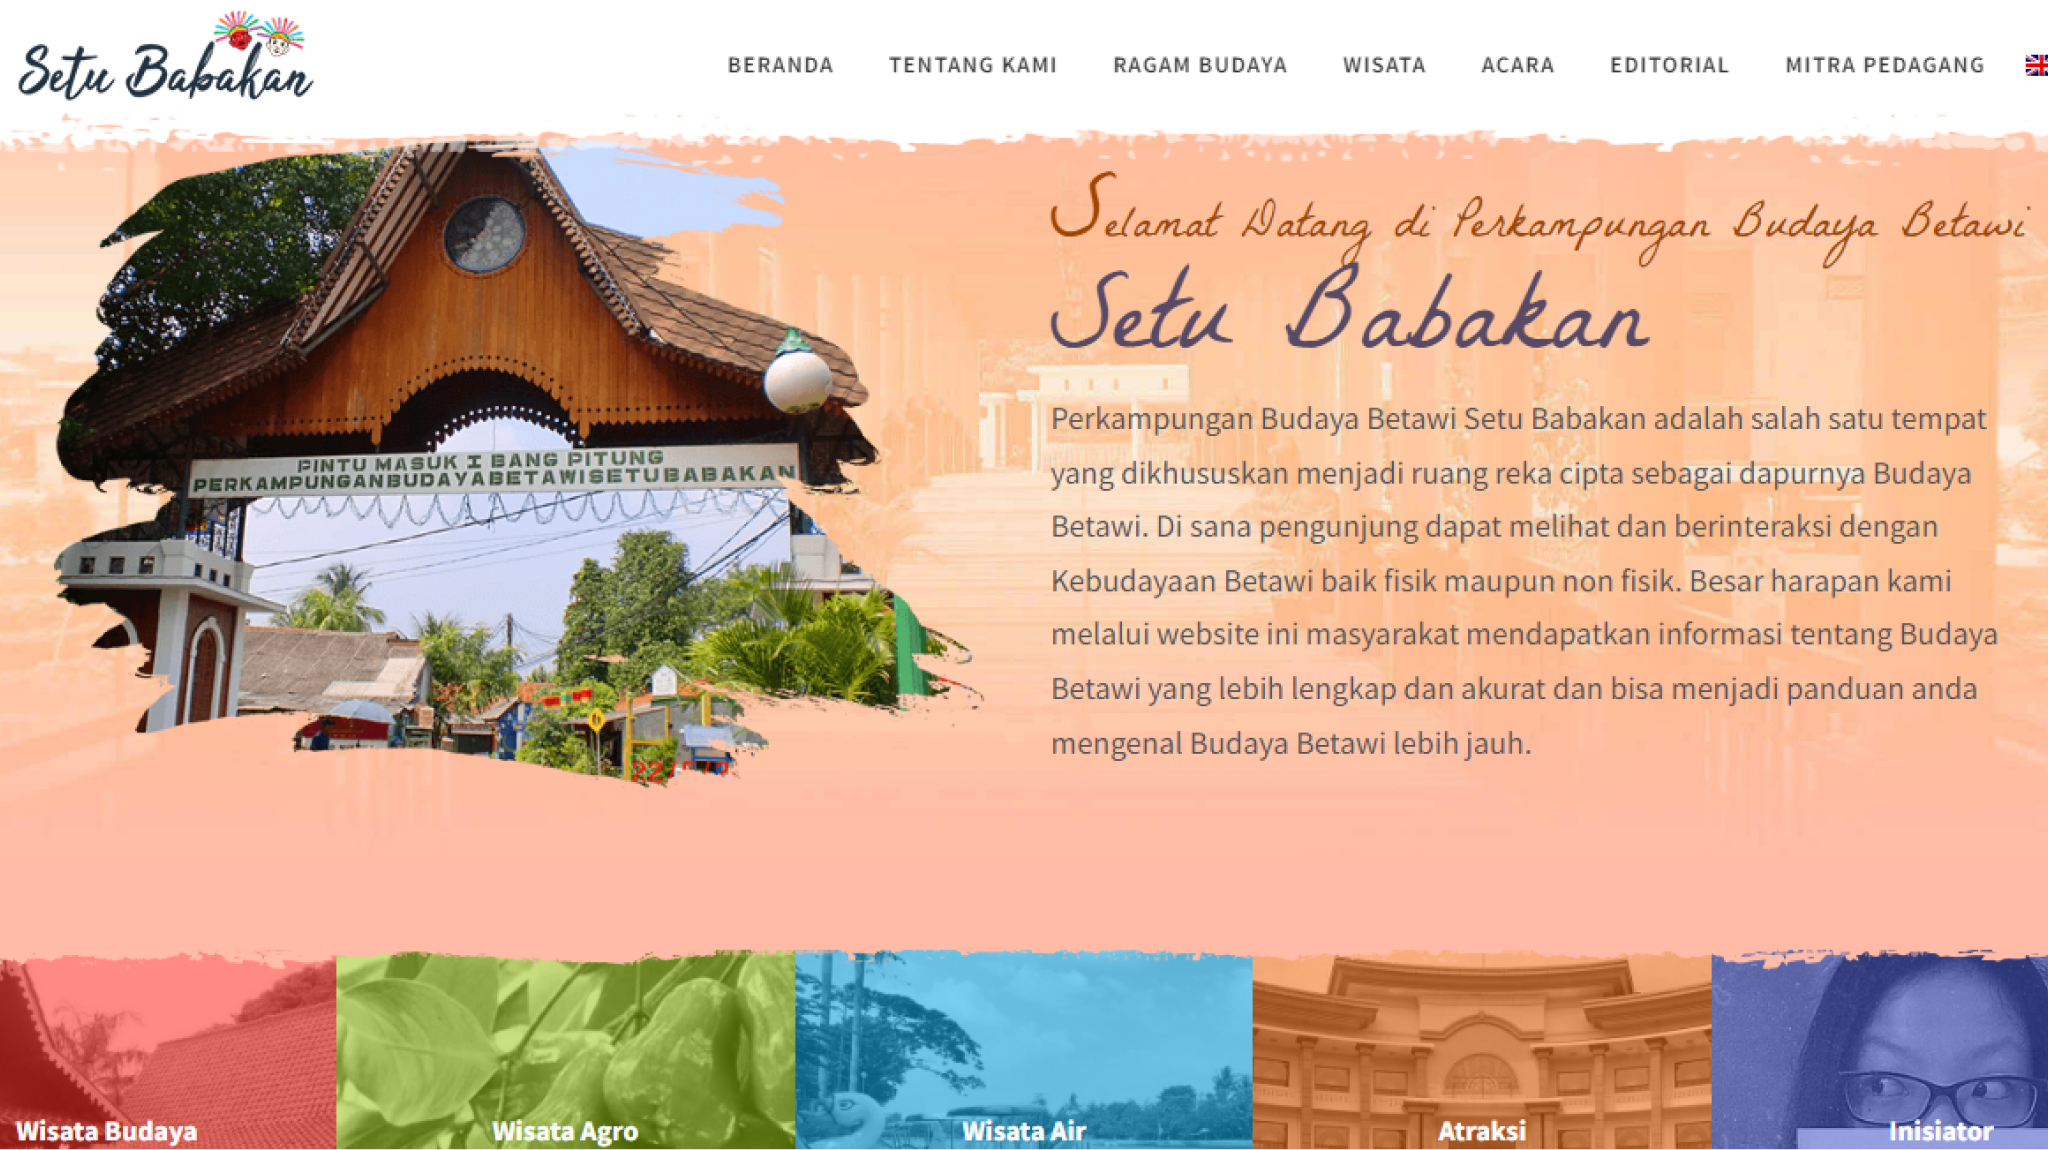 Setu Babakan
BERANDA TENTANG KAMI RAGAM BUDAYA WISATA ACARA EDITORIAL MITRA PEDAGANG
PINTU MASUK I BANG PITUNG
PERKAMPUNGANBUDAYABETAWISETUBABAKAN
Selamat Datang di Perkampungan Budaya Betawi
Setu Babakan
Perkampungan Budaya Betawi Setu Babakan adalah salah satu tempat
yang dikhususkan menjadi ruang reka cipta sebagai dapurnya Budaya
Betawi. Di sana pengunjung dapat melihat dan berinteraksi dengan
Kebudayaan Betawi baik fisik maupun non fisik. Besar harapan kami
melalui website ini masyarakat mendapatkan informasi tentang Budaya
Betawi yang lebih lengkap dan akurat dan bisa menjadi panduan anda
mengenal Budaya Betawi lebih jauh.
Wisata Budaya Wisata Agro Wisata Air Atraksi Inisiator